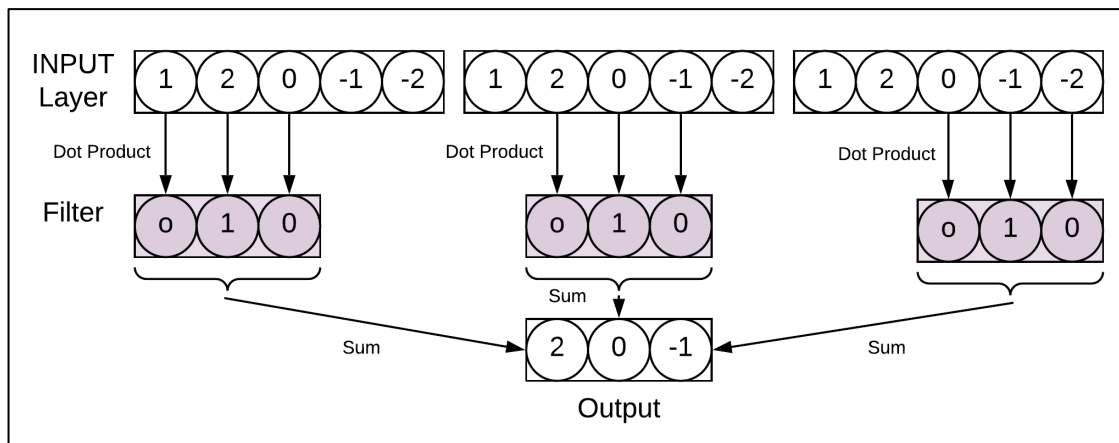 INPUT
Layer
1 2 0 -1 -2
1 2 0 -1 -2
1 2 0 -1 -2
Dot Product
Dot Product
Dot Product
Filter
o 1 0
o 1 0
o 1 0
Sum
Sum
Sum
2 0 -1
Output